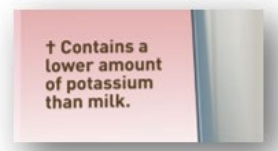 † Contains a
lower amount
of potassium
than milk.